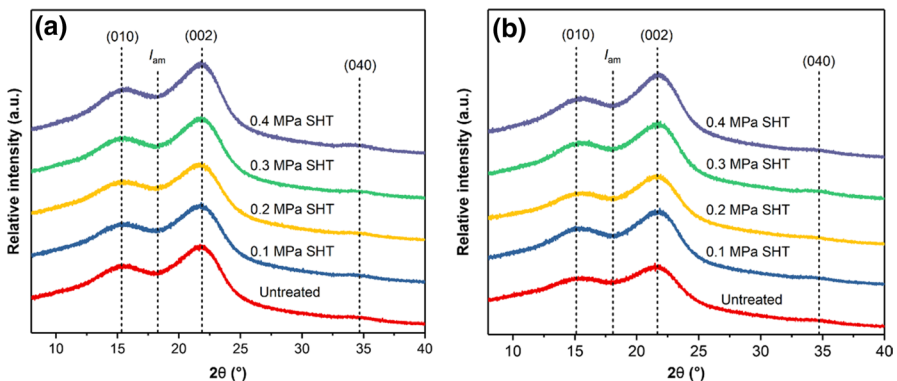 (a)
(010)
I am
(002)
(040)
0.4 MPa SHT
0.3 MPa SHT
0.2 MPa SHT
0.1 MPa SHT
Untreated
Relative intensity (a.u.)
10 15 20 25 30 35 40
2θ (°)
(b)
(010)
I am
(002)
(040)
0.4 MPa SHT
0.3 MPa SHT
0.2 MPa SHT
0.1 MPa SHT
Untreated
Relative intensity (a.u.)
10 15 20 25 30 35 40
2θ (°)